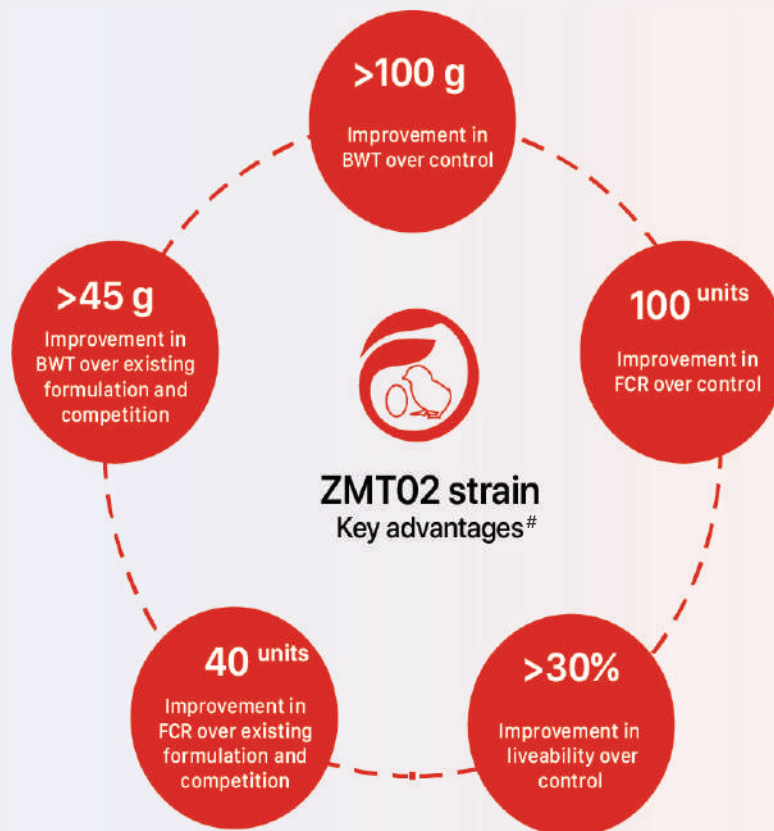 >100 g
Improvement in
BWT over control
>45 g
Improvement in
BWT over existing
formulation and
competition
100 units
Improvement in
FCR over control
ZMT02 strain
Key advantages#
40 units
Improvement in
FCR over existing
formulation and
competition
>30%
Improvement in
liveability over
control